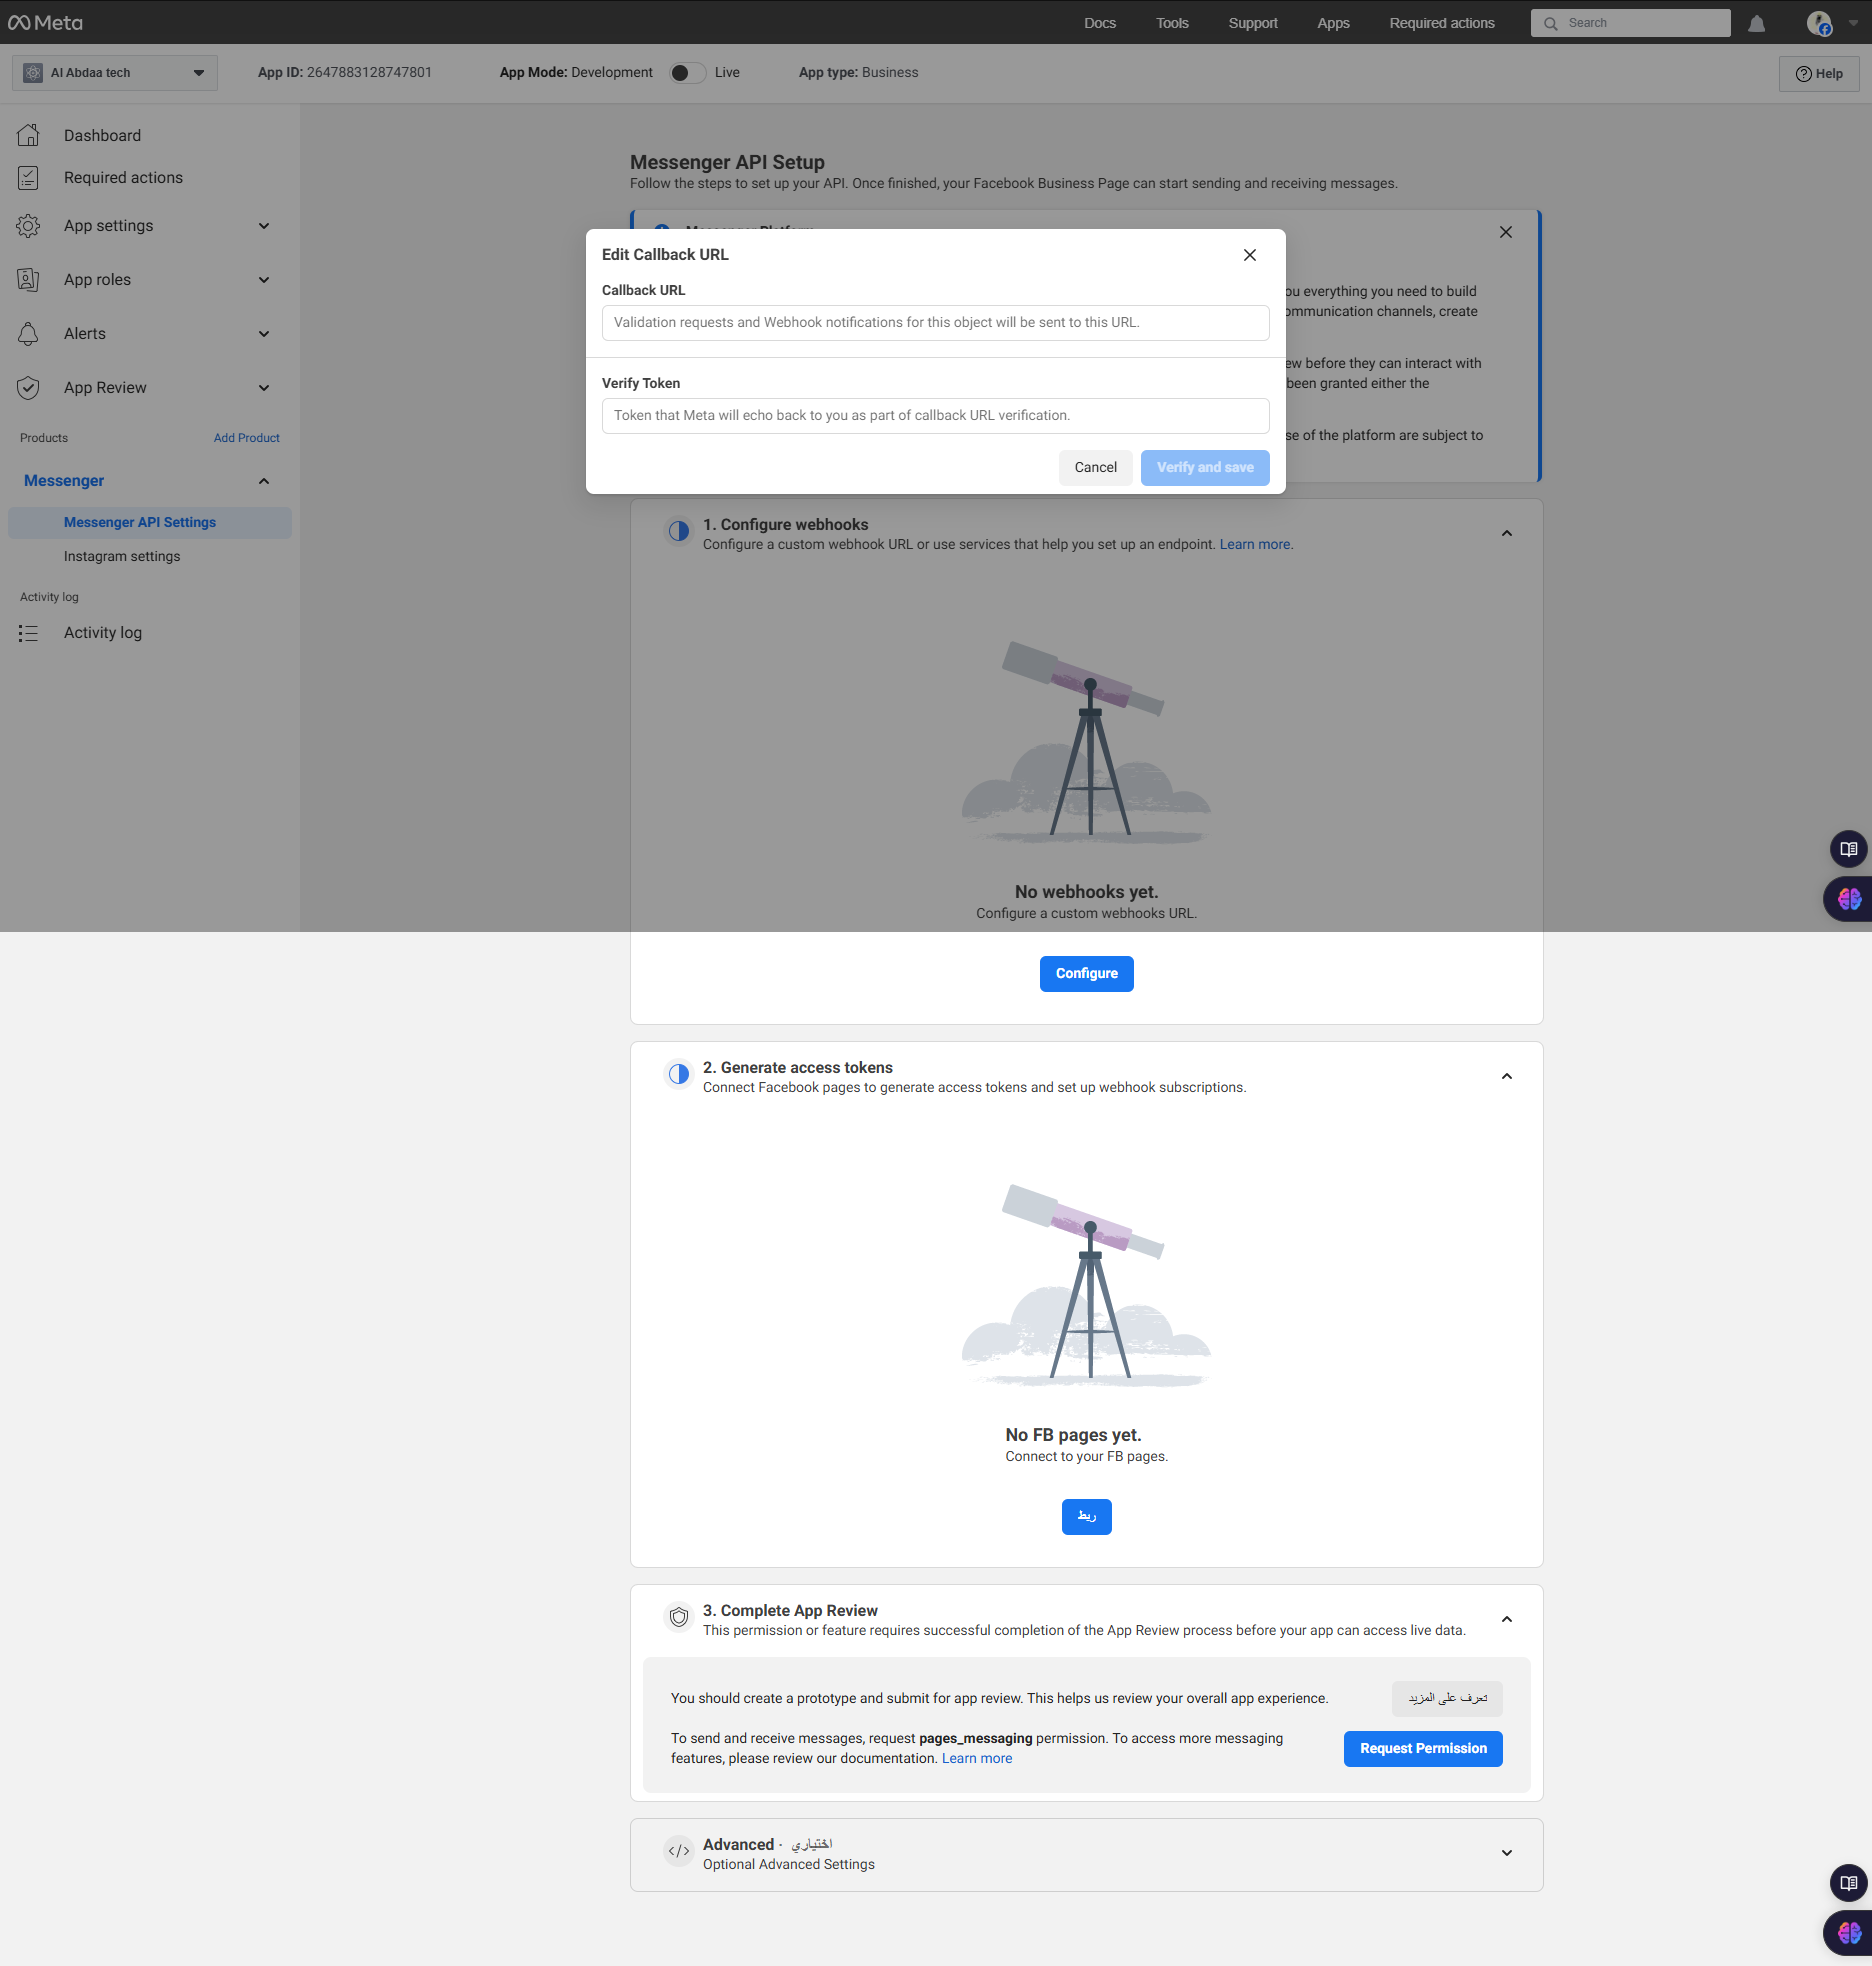 Meta
Docs
Tools
Support
Apps
Required actions
Search
Al Abdaa tech
App ID: 2647883128747801
App Mode: Development
Live
App type: Business
Help
Dashboard
Required actions
App settings
App roles
Alerts
App Review
Products
Add Product
Messenger
Messenger API Settings
Instagram settings
Activity log
Activity log
Messenger API Setup
Follow the steps to set up your API. Once finished, your Facebook Business Page can start sending and receiving messages.
Edit Callback URL
Callback URL
Validation requests and Webhook notifications for this object will be sent to this URL.
Verify Token
Token that Meta will echo back to you as part of callback URL verification.
Cancel
Verify and save
everything you need to build
communication channels, create
before they can interact with
been granted either the
of the platform are subject to
1. Configure webhooks
Configure a custom webhook URL or use services that help you set up an endpoint. Learn more.
No webhooks yet.
Configure a custom webhooks URL.
Configure
2. Generate access tokens
Connect Facebook pages to generate access tokens and set up webhook subscriptions.
No FB pages yet.
Connect to your FB pages.
ربط
3. Complete App Review
This permission or feature requires successful completion of the App Review process before your app can access live data.
You should create a prototype and submit for app review. This helps us review your overall app experience.
تعرف على المزيد
To send and receive messages, request pages_messaging permission. To access more messaging
features, please review our documentation. Learn more
Request Permission
Advanced · اختياري
Optional Advanced Settings